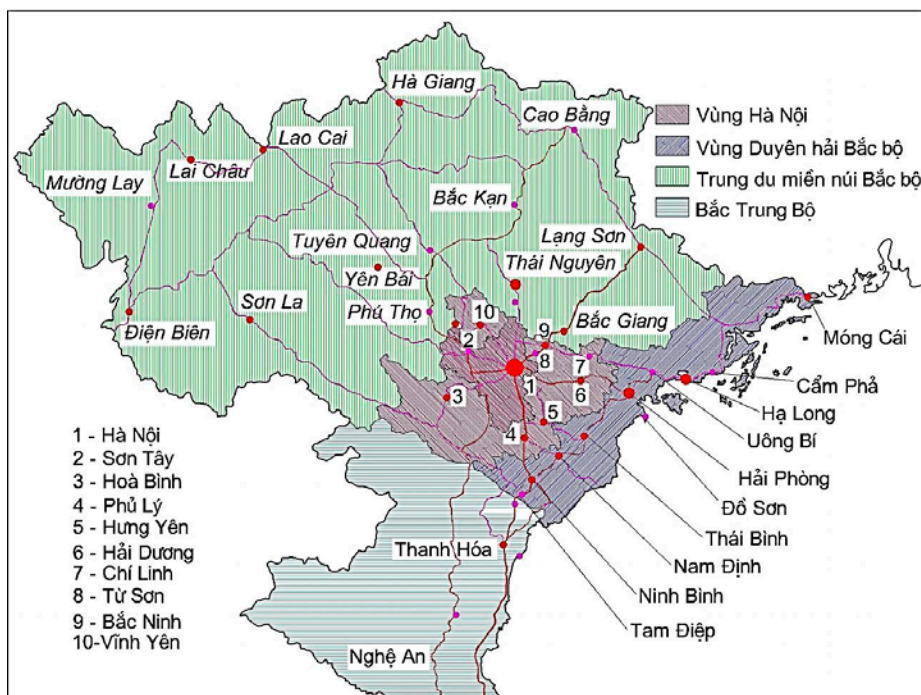 Hà Giang
Cao Bằng
Lao Cai
Lai Châu
Mường Lay
Bắc Kạn
Tuyên Quang
Lạng Sơn
Thái Nguyên
Yên Bái
Sơn La
Phú Thọ
Điện Biên
Bắc Giang
Vùng Hà Nội
Vùng Duyên hải Bắc bộ
Trung du miền núi Bắc bộ
Bắc Trung Bộ
10
9
2
8
7
1
3
6
5
4
Móng Cái
Cẩm Phả
Hạ Long
Uông Bí
Hải Phòng
Đồ Sơn
Thái Bình
Nam Định
Ninh Bình
Tam Điệp
Thanh Hóa
Nghệ An
1 - Hà Nội
2 - Sơn Tây
3 - Hoà Bình
4 - Phủ Lý
5 - Hưng Yên
6 - Hải Dương
7 - Chí Linh
8 - Từ Sơn
9 - Bắc Ninh
10-Vĩnh Yên